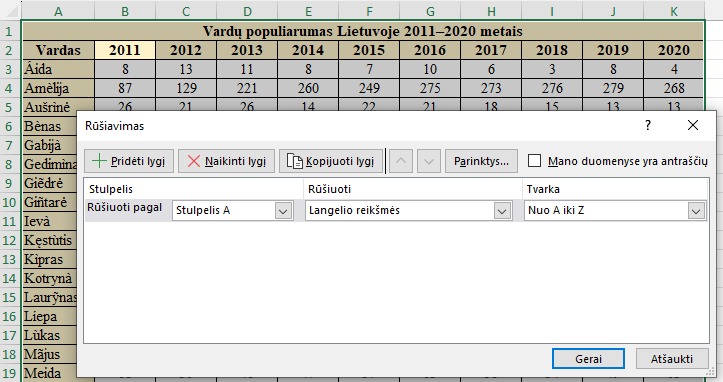 A B C D E F G H I J K
1 Vardų populiarumas Lietuvoje 2011–2020 metais
2 Vardas 2011 2012 2013 2014 2015 2016 2017 2018 2019 2020
3 Áida 8 13 11 8 7 10 6 3 8 4
4 Amèlija 87 129 221 260 249 275 273 276 279 268
5 Aušrinė 26 21 26 14 22 21 18 15 13 13
6 Bènas
7 Gabijà
8 Gedimina
9 Giẽdrė
10 Giñtarė
11 Ievà
12 Kęstùtis
13 Kipras
14 Kotrynà
15 Laurỹnas
16 Liepa
17 Lùkas
18 Mãjus
19 Meida
Rūšiavimas
Pridėti lygį Naikinti lygį Kopijuoti lygį Parinktys... Mano duomenyse yra antraščių
Stulpelis Rūšiuoti Tvarka
Rūšiuoti pagal Stulpelis A Langelio reikšmės Nuo A iki Z
Gerai Atšaukti